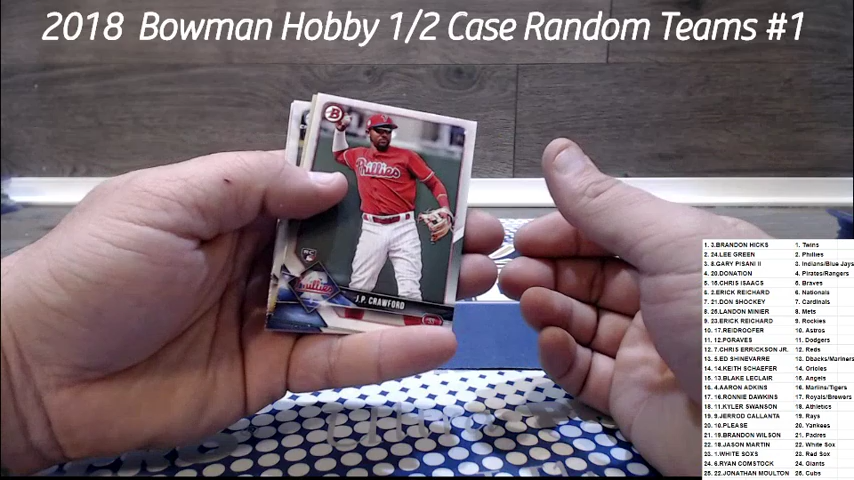 2018 Bowman Hobby 1/2 Case Random Teams #1
B
Phillies
RC
Phillies
J.P. CRAWFORD
1. 3.BRANDON HICKS 1. Twins
2. 24.LEE GREEN 2. Phillies
3. 8.GARY PISANI II 3. Indians/Blue Jays
4. 20.DONATION 4. Pirates/Rangers
5. 15.CHRIS ISAACS 5. Braves
6. 2.ERICK REICHARD 6. Nationals
7. 21.DON SHOCKEY 7. Cardinals
8. 26.LANDON MINIER 8. Mets
9. 23.ERICK REICHARD 9. Rockies
10. 17.REIDROOFER 10. Astros
11. 12.PGRAVES 11. Dodgers
12. 7.CHRIS ERRICKSON JR. 12. Reds
13. 5.ED SHINEVARRE 13. Dbacks/Mariners
14. 14.KEITH SCHAEFER 14. Orioles
15. 13.BLAKE LECLAIR 15. Angels
16. 4.AARON ADKINS 16. Marlins/Tigers
17. 16.RONNIE DAWKINS 17. Royals/Brewers
18. 11.KYLER SWANSON 18. Athletics
19. 9.JERROD CALLANTA 19. Rays
20. 10.PLEASE 20. Yankees
21. 19.BRANDON WILSON 21. Padres
22. 18.JASON MARTIN 22. White Sox
23. 1.WHITE SOXS 23. Red Sox
24. 6.RYAN COMSTOCK 24. Giants
25. 22.JONATHAN MOULTON 26. Cubs